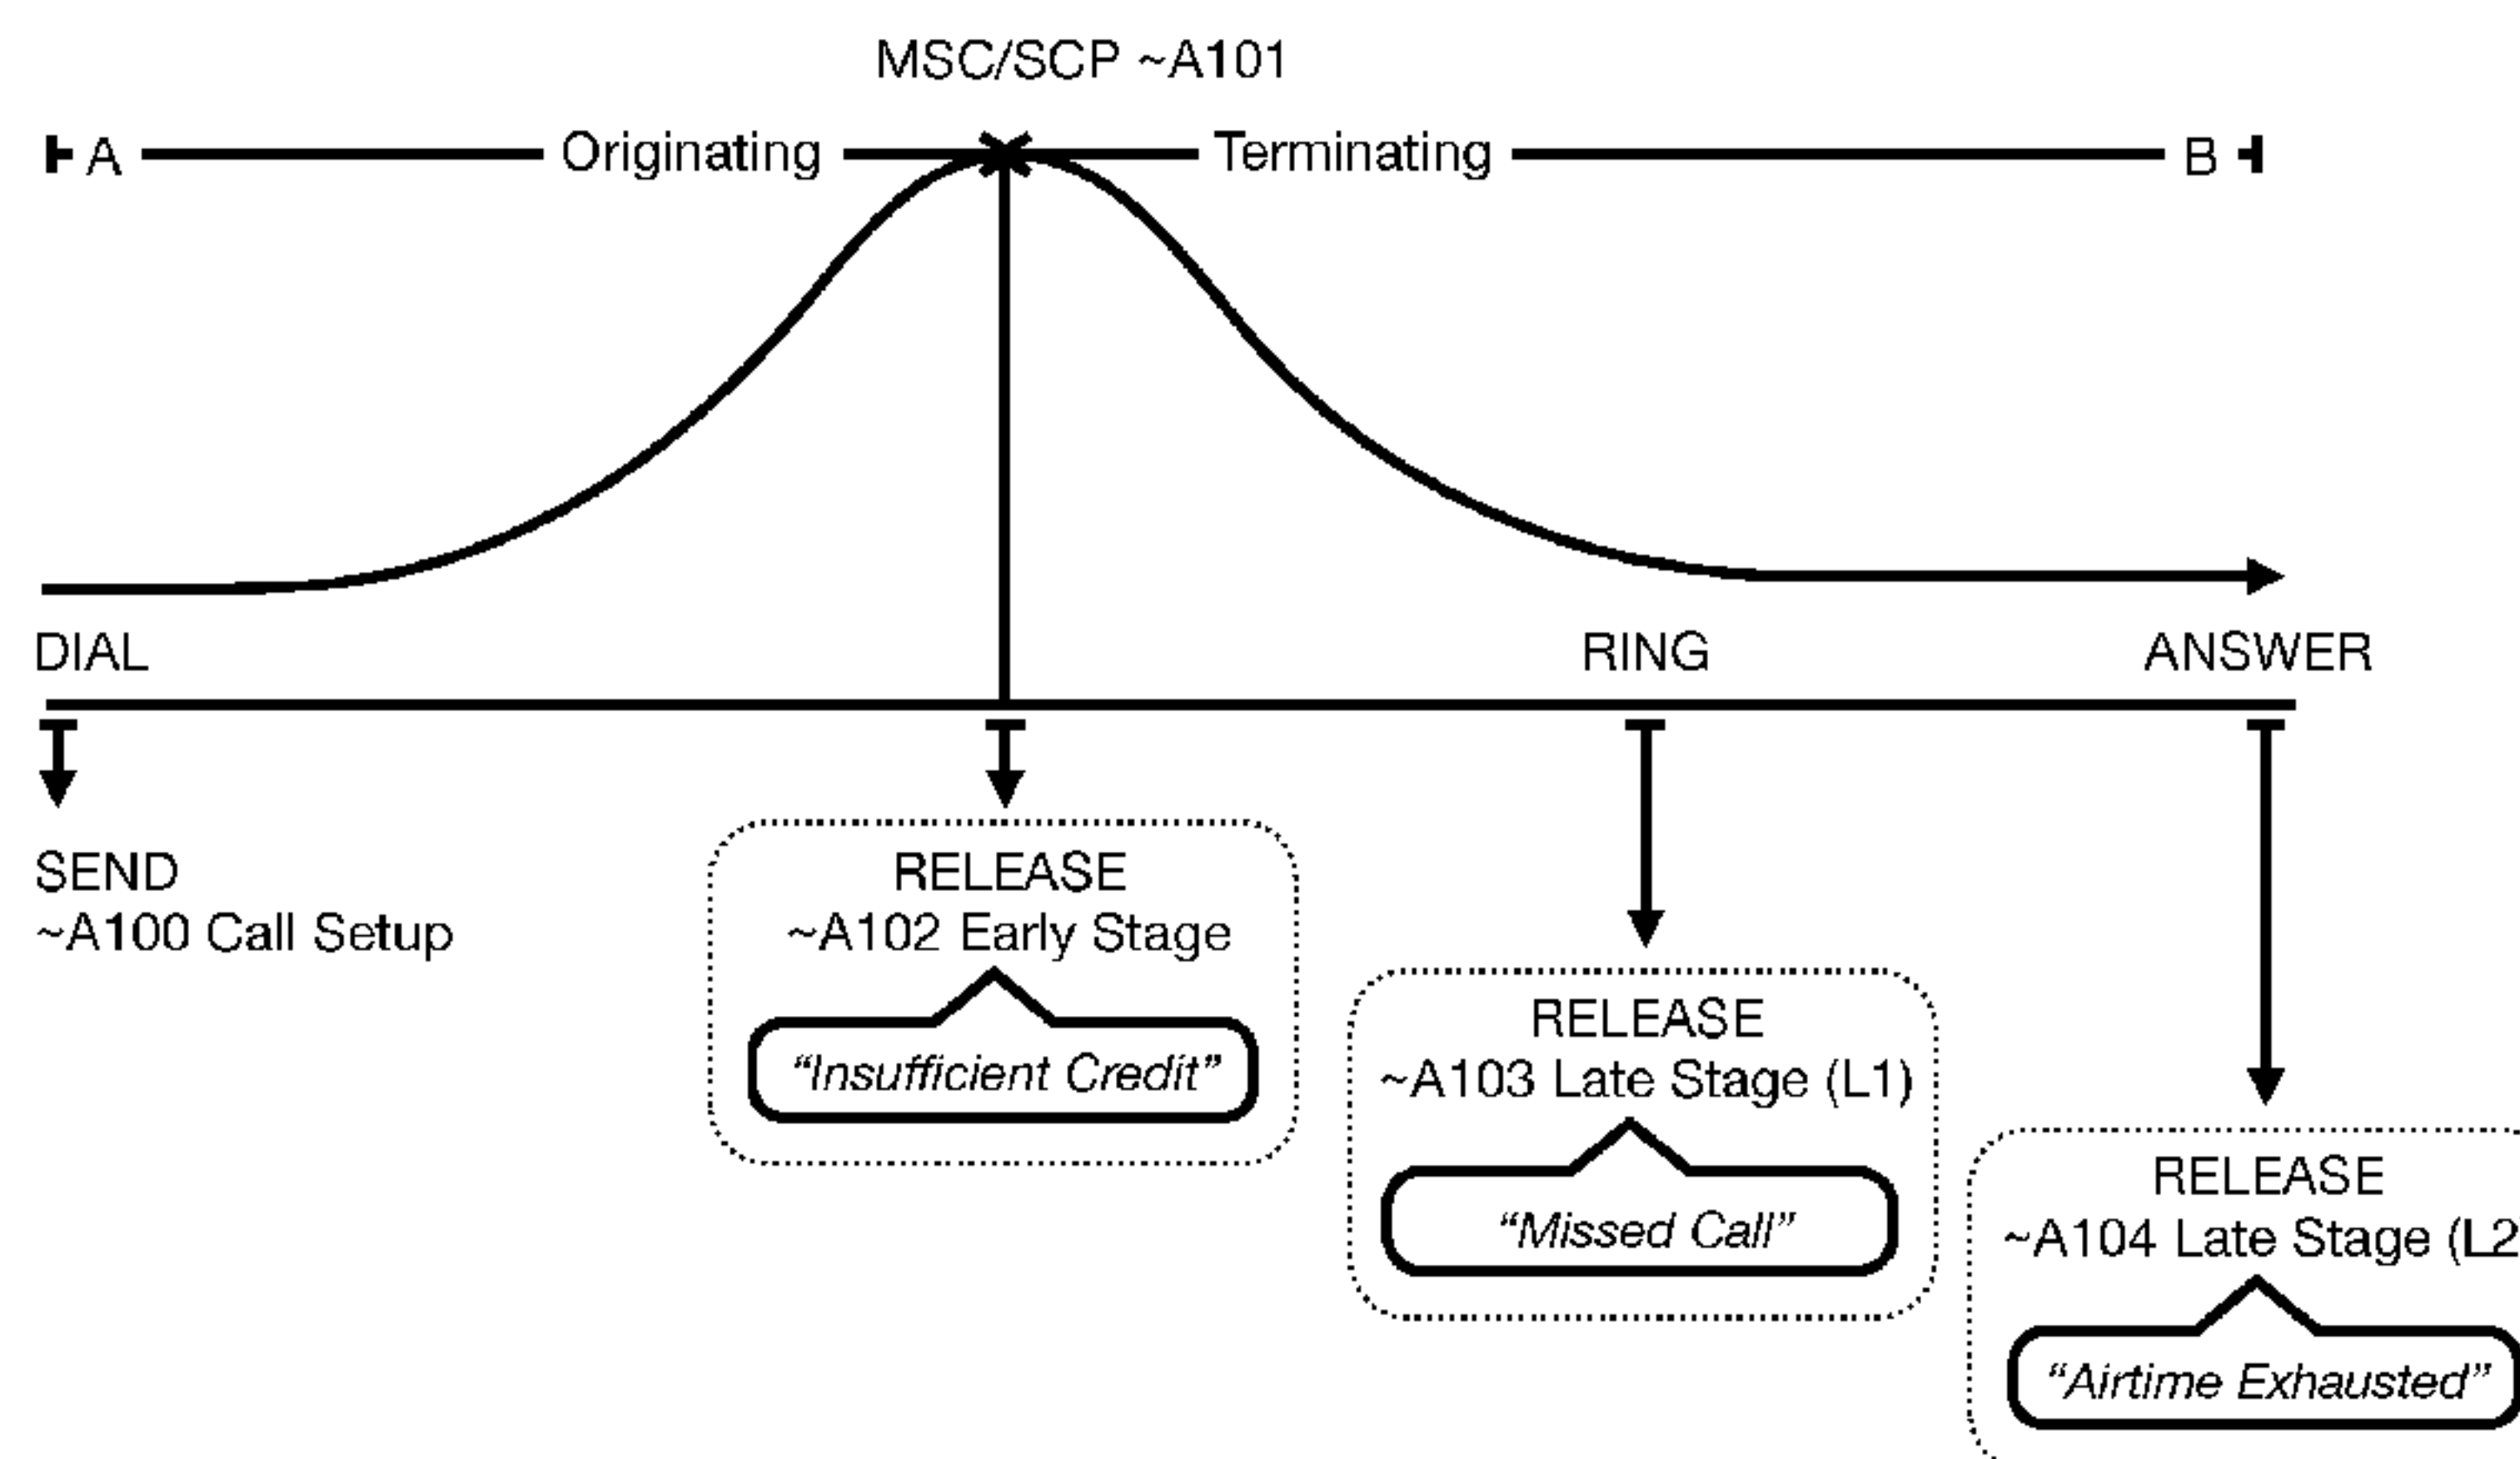 MSC/SCP ~A101
A Originating Terminating B
DIAL RING ANSWER
SEND
~A100 Call Setup
RELEASE
~A102 Early Stage
“Insufficient Credit”
RELEASE
~A103 Late Stage (L1)
“Missed Call”
RELEASE
~A104 Late Stage (L2
“Airtime Exhausted”